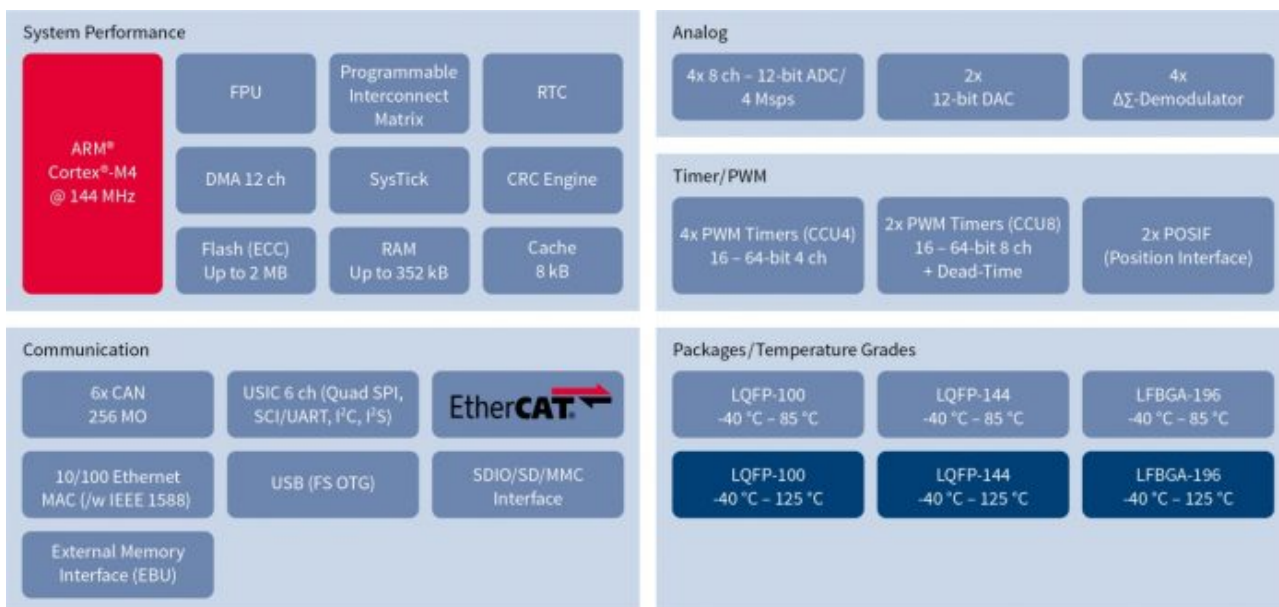 System Performance
ARM®
Cortex®-M4
@ 144 MHz
FPU
Programmable
Interconnect
Matrix
RTC
DMA 12 ch
SysTick
CRC Engine
Flash (ECC)
Up to 2 MB
RAM
Up to 352 kB
Cache
8 kB
Analog
4x 8 ch – 12-bit ADC/
4 Msps
2x
12-bit DAC
4x
ΔΣ-Demodulator
Timer/PWM
4x PWM Timers (CCU4)
16 – 64-bit 4 ch
2x PWM Timers (CCU8)
16 – 64-bit 8 ch
+ Dead-Time
2x POSIF
(Position Interface)
Communication
6x CAN
256 MO
USIC 6 ch (Quad SPI,
SCI/UART, I²C, I²S)
EtherCAT®
10/100 Ethernet
MAC (/w IEEE 1588)
USB (FS OTG)
SDIO/SD/MMC
Interface
External Memory
Interface (EBU)
Packages/Temperature Grades
LQFP-100
-40 °C – 85 °C
LQFP-144
-40 °C – 85 °C
LFBGA-196
-40 °C – 85 °C
LQFP-100
-40 °C – 125 °C
LQFP-144
-40 °C – 125 °C
LFBGA-196
-40 °C – 125 °C